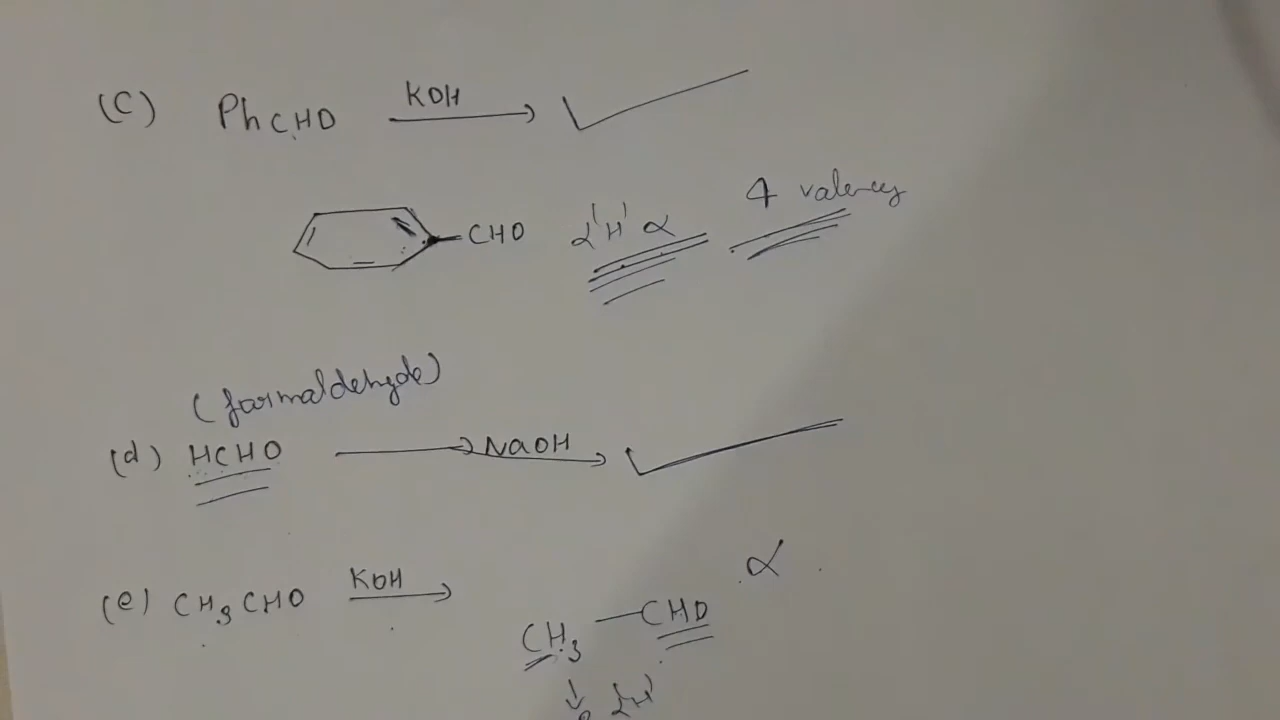 (C) PhCHO KOH
CHO 'α'H' α 4 valency
(formaldehyde)
(d) HCHO NaOH
(e) CH3CHO KOH α
CH3 — CHO